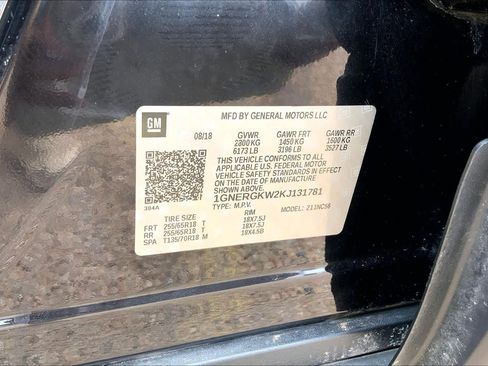 GM
MFD BY GENERAL MOTORS LLC
08/18 GVWR GAWR FRT GAWR RR
2800 KG 1450 KG 1600 KG
6173 LB 3196 LB 3527 LB
THIS VEHICLE CONFORMS TO ALL
APPLICABLE U.S. FEDERAL MOTOR
VEHICLE SAFETY STANDARDS IN EFFECT
ON THE DATE OF MANUFACTURE
SHOWN ABOVE.
1GNERGKW2KJ131781
384A TYPE: M.P.V. MODEL: Z11NC56
TIRE SIZE RIM
FRT 255/65R18 T 18X7.5J
RR 255/65R18 T 18X7.5J
SPA T135/70R18 M 18X4.5B